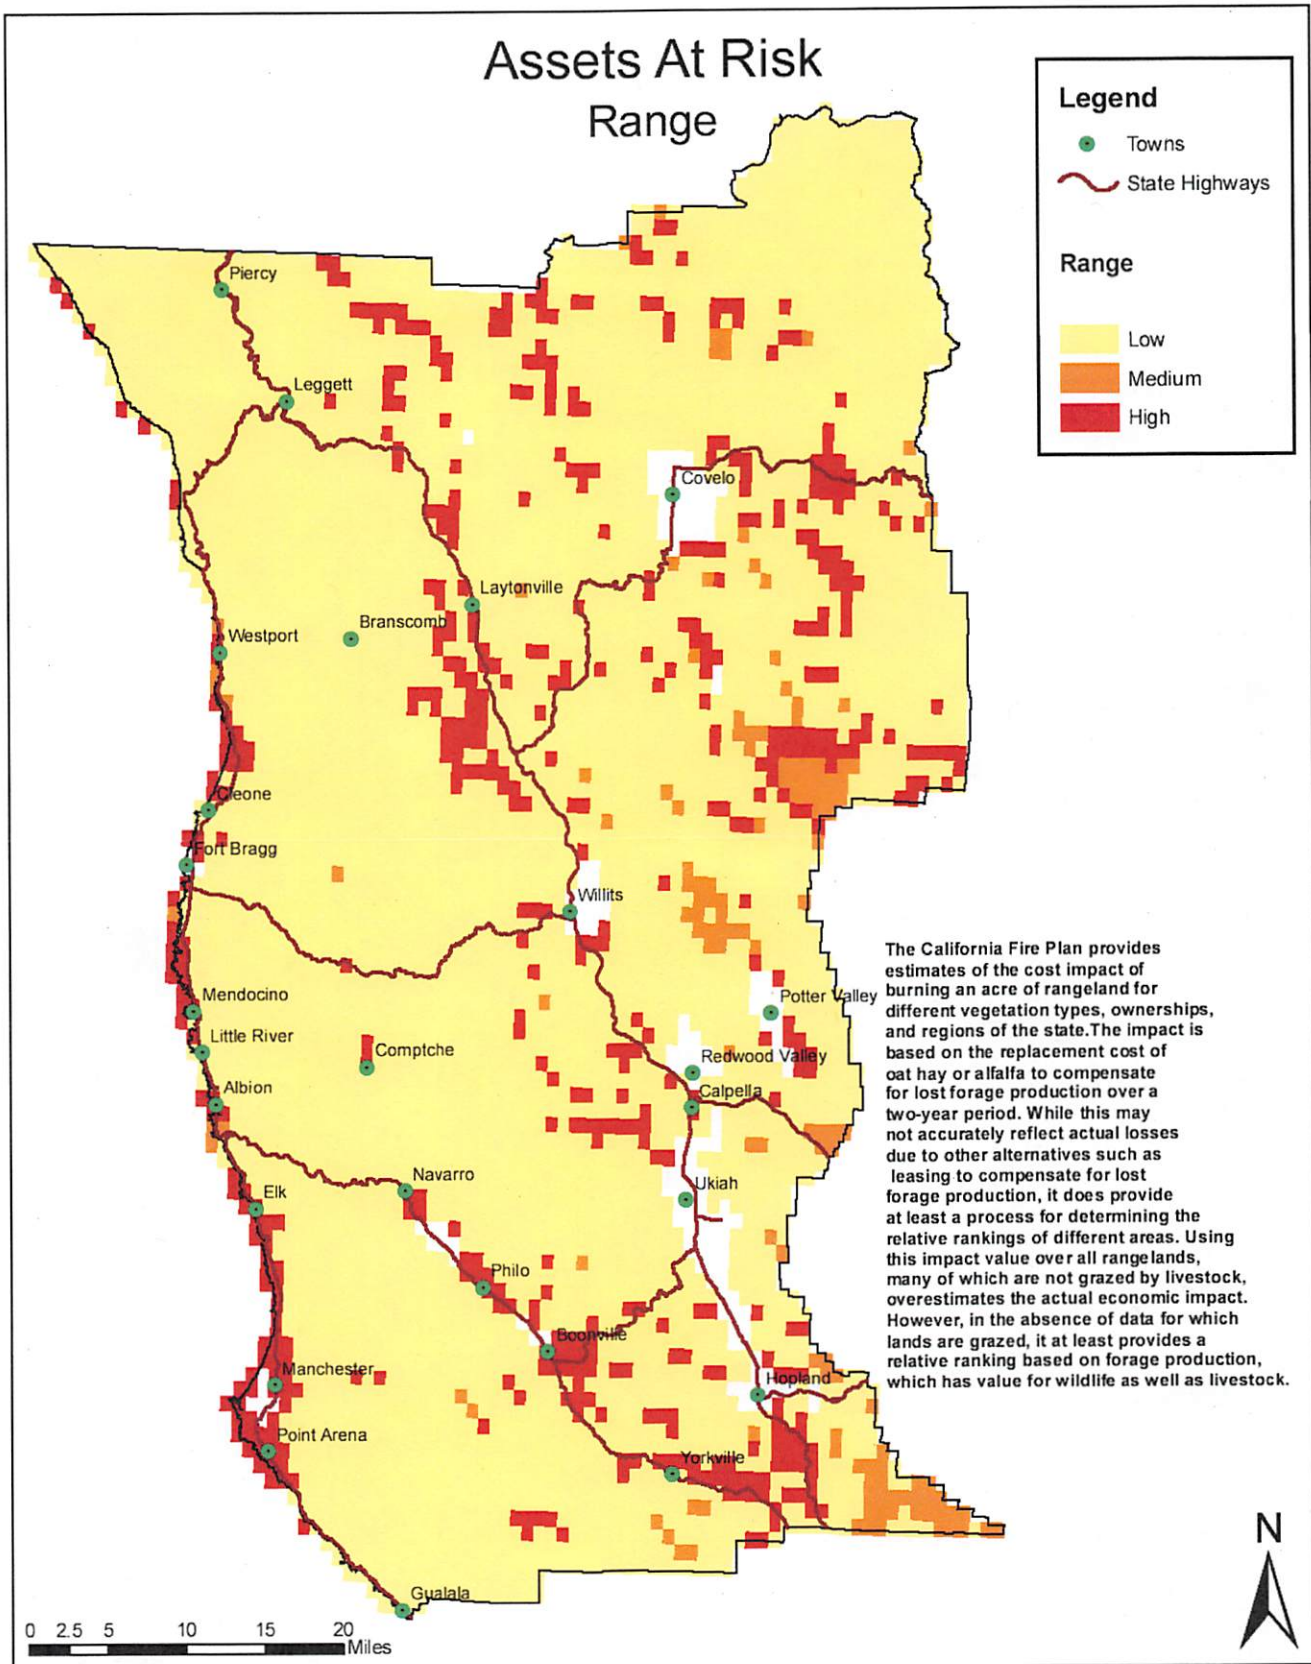 Assets At Risk
Range
Legend
Towns
State Highways
Range
Low
Medium
High
Piercy
Leggett
Covelo
Laytonville
Branscomb
Westport
Cleone
Fort Bragg
Willits
Mendocino
Potter Valley
Little River
Comptche
Redwood Valley
Albion
Calpella
Navarro
Ukiah
Elk
Philo
Boonville
Manchester
Hopland
Point Arena
Yorkville
Gualala
The California Fire Plan provides
estimates of the cost impact of
burning an acre of rangeland for
different vegetation types, ownerships,
and regions of the state.The impact is
based on the replacement cost of
oat hay or alfalfa to compensate
for lost forage production over a
two-year period. While this may
not accurately reflect actual losses
due to other alternatives such as
leasing to compensate for lost
forage production, it does provide
at least a process for determining the
relative rankings of different areas. Using
this impact value over all rangelands,
many of which are not grazed by livestock,
overestimates the actual economic impact.
However, in the absence of data for which
lands are grazed, it at least provides a
relative ranking based on forage production,
which has value for wildlife as well as livestock.
N
0 2.5 5 10 15 20
Miles